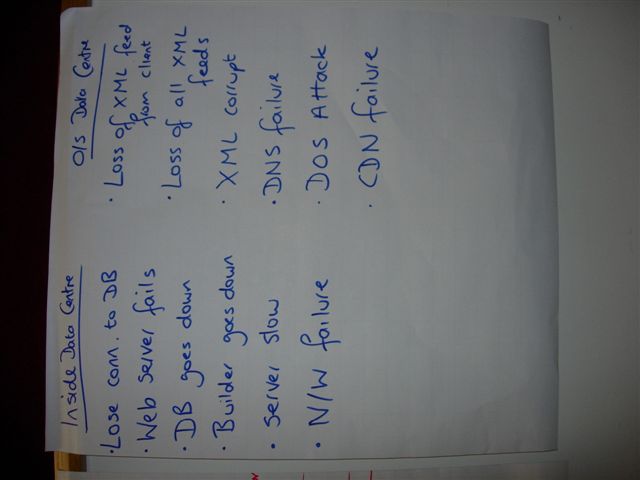 Inside Data Centre
· Lose conn. to DB
· Web server fails
· DB goes down
· Builder goes down
· Server slow
· N/W failure
O/S Data Centre
· Loss of XML feed
from client
· Loss of all XML
feeds
· XML corrupt
· DNS failure
· DOS Attack
· CDN failure